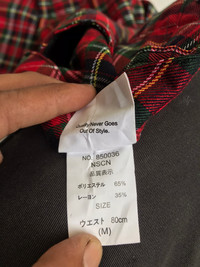 Quality Never Goes
Out Of Style.
NO. 850036
NSCN
品質表示
ポリエステル 65%
レーヨン 35%
SIZE
ウエスト 80cm
(M)